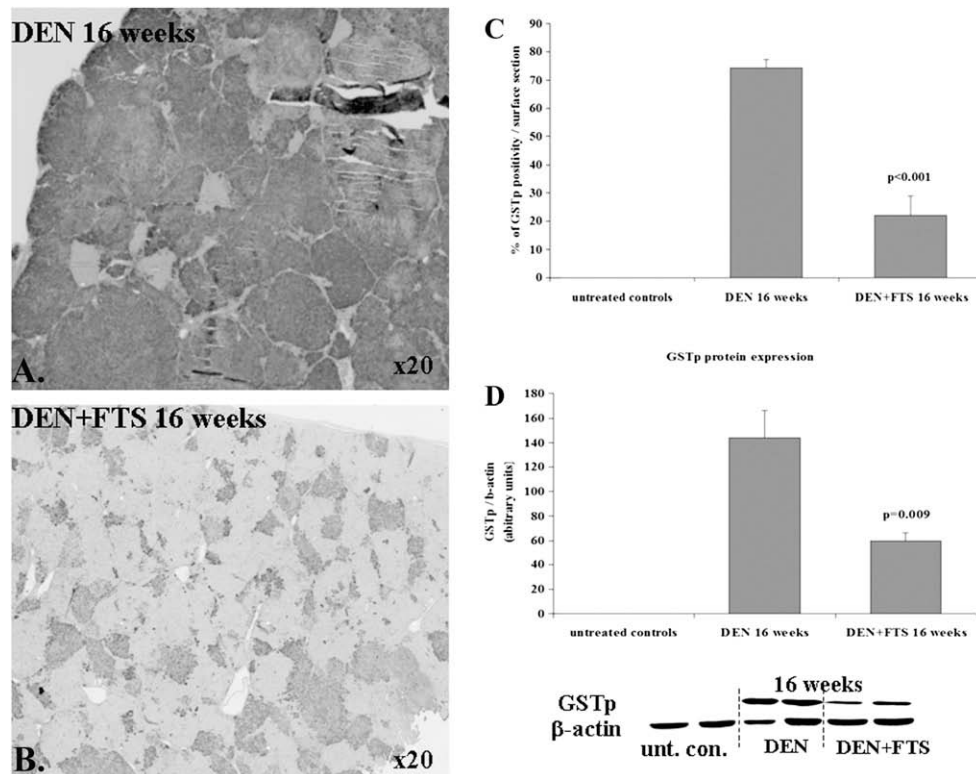 DEN 16 weeks
A.
x20
DEN+FTS 16 weeks
B.
x20
C
% of GSTp positivity / surface section
90
80
70
60
50
40
30
20
10
0
p<0.001
untreated controls
DEN 16 weeks
DEN+FTS 16 weeks
GSTp protein expression
D
GSTp / b-actin
(abitrary units)
180
160
140
120
100
80
60
40
20
0
p=0.009
untreated controls
DEN 16 weeks
DEN+FTS 16 weeks
16 weeks
GSTp
β-actin
unt. con.
DEN
DEN+FTS